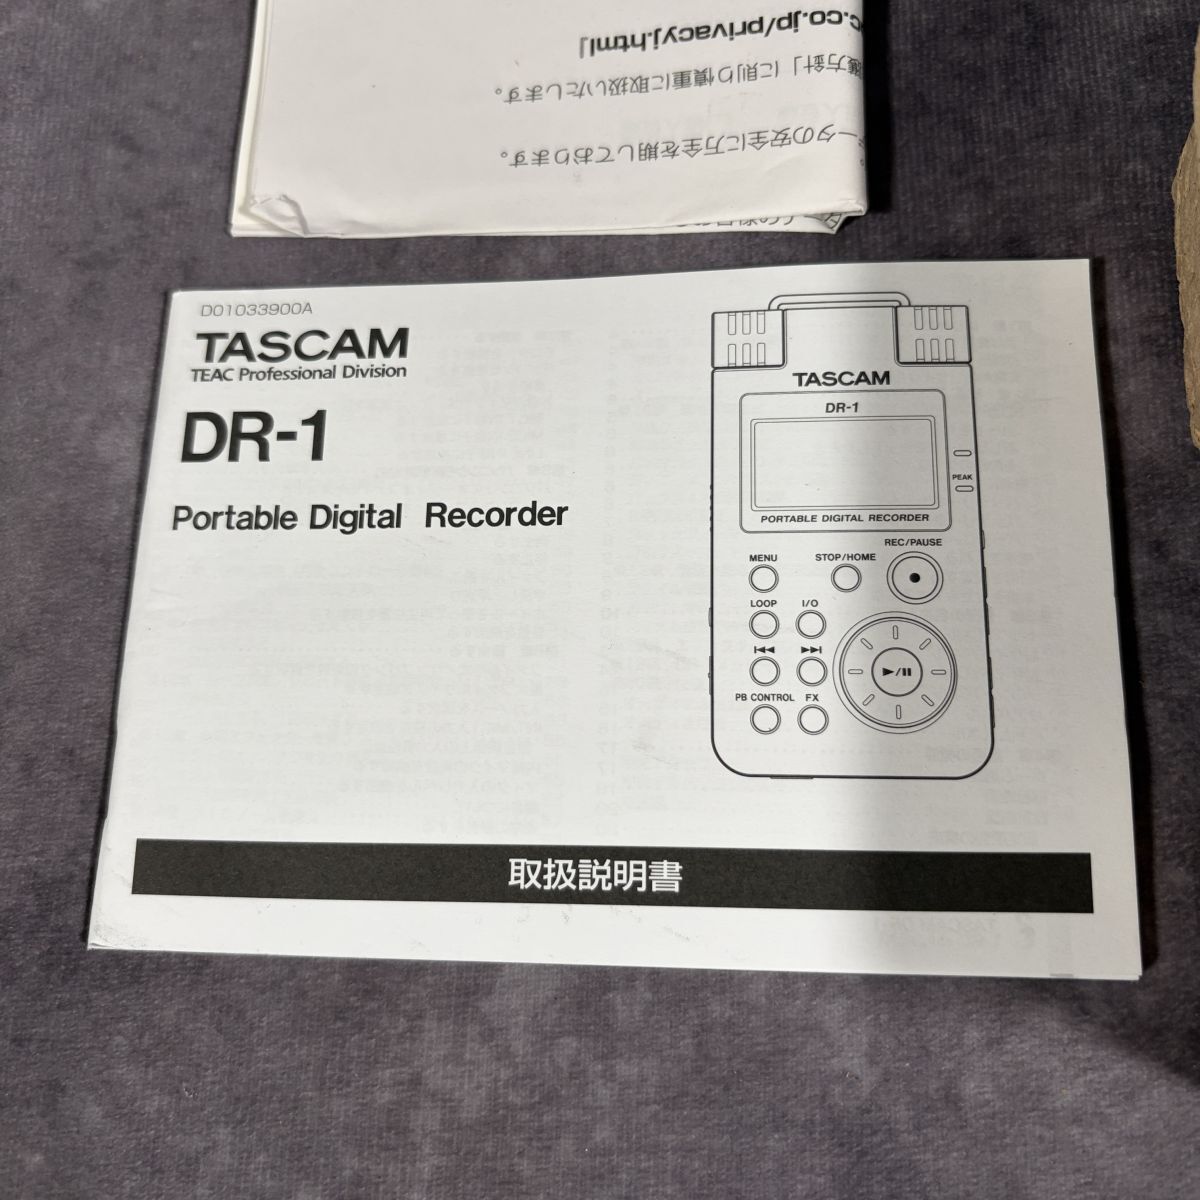 c.co.jp/privacyj.html」
護方針」に則り慎重に取扱いたします。
ータの安全に万全を期しております。
D01033900A
TASCAM
TEAC Professional Division
DR-1
Portable Digital Recorder
TASCAM
DR-1
PEAK
PORTABLE DIGITAL RECORDER
REC/PAUSE
MENU
STOP/HOME
LOOP
I/O
PB CONTROL
FX
取扱説明書